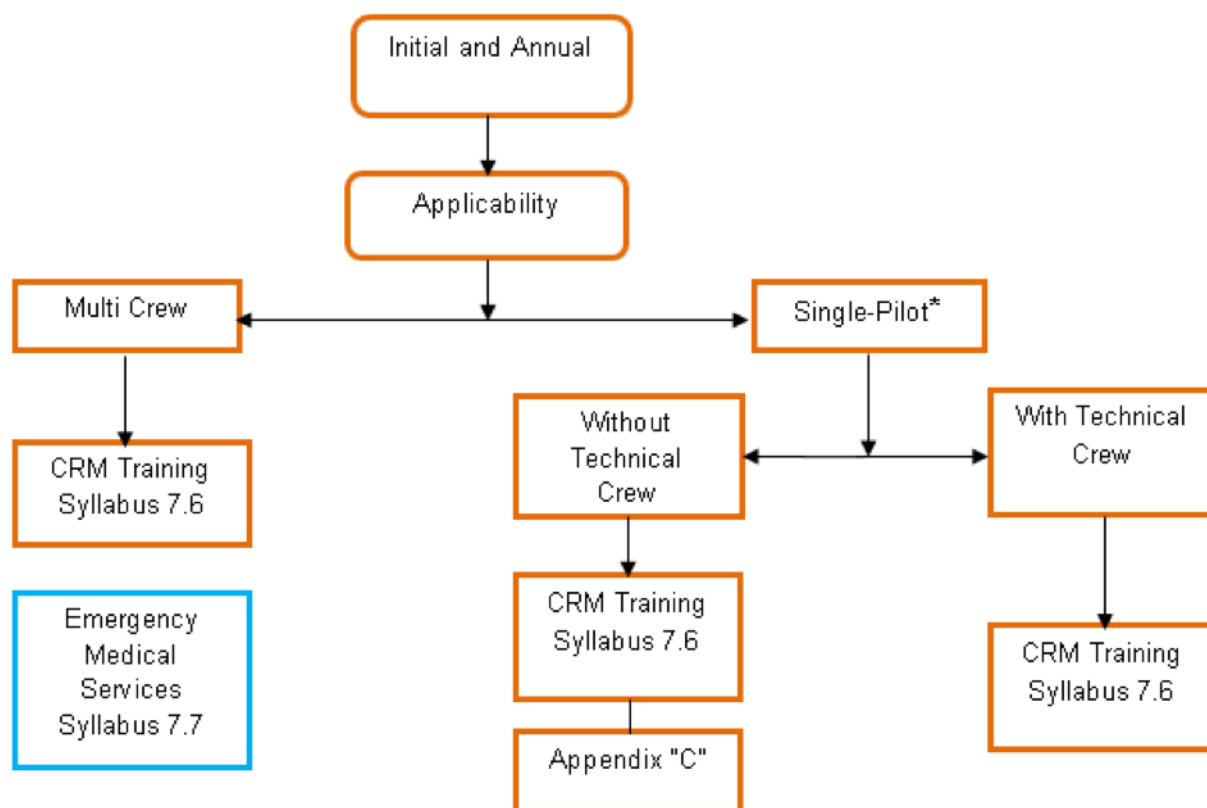 Initial and Annual
Applicability
Multi Crew
Single-Pilot*
Without
Technical
Crew
With Technical
Crew
CRM Training
Syllabus 7.6
Emergency
Medical
Services
Syllabus 7.7
CRM Training
Syllabus 7.6
Appendix "C"
CRM Training
Syllabus 7.6